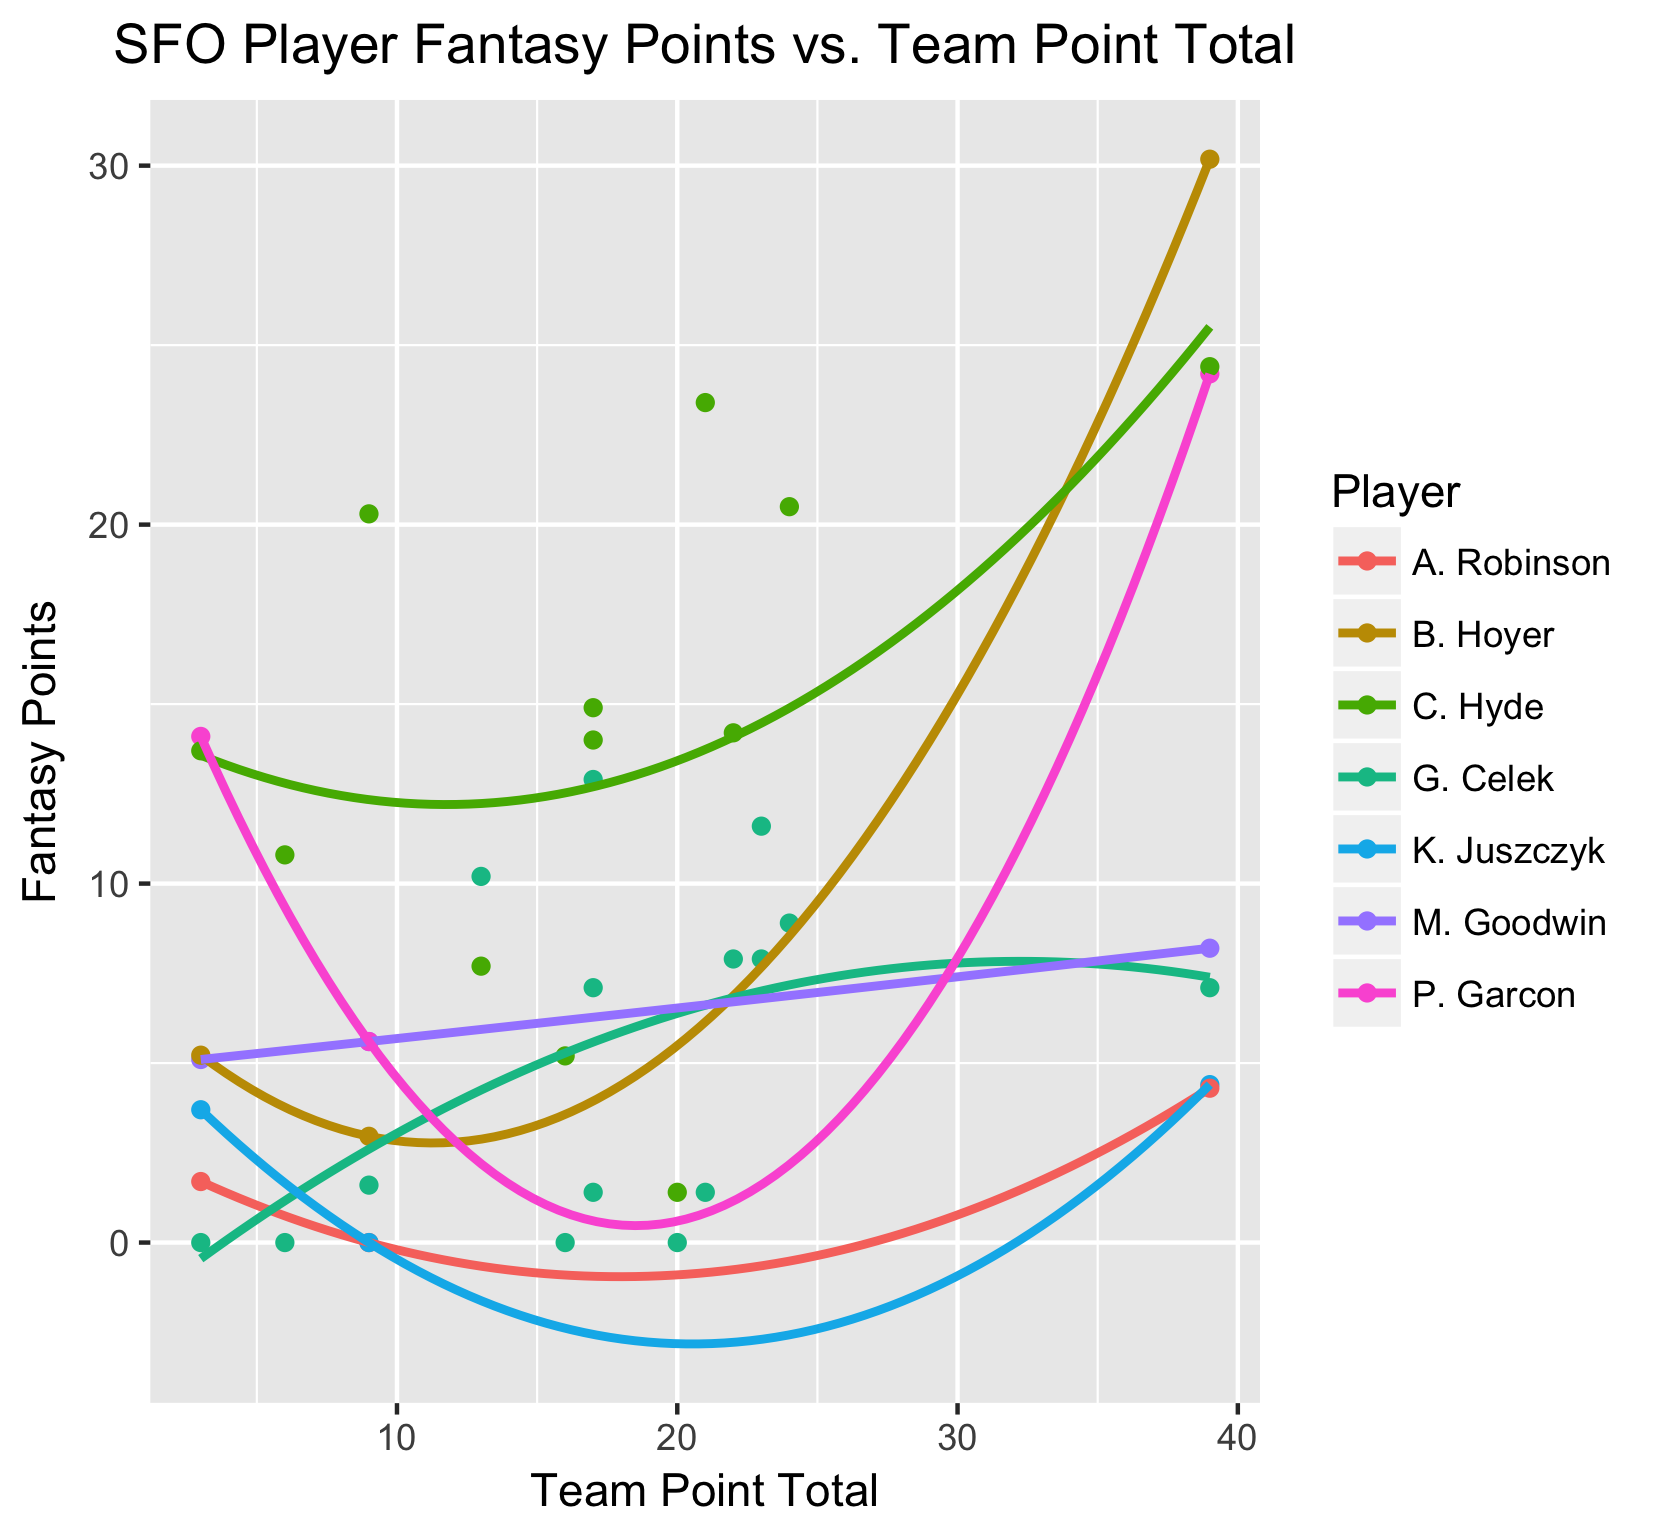 SFO Player Fantasy Points vs. Team Point Total
30
20
10
0
Fantasy Points
10
20
30
40
Team Point Total
Player
A. Robinson
B. Hoyer
C. Hyde
G. Celek
K. Juszczyk
M. Goodwin
P. Garcon